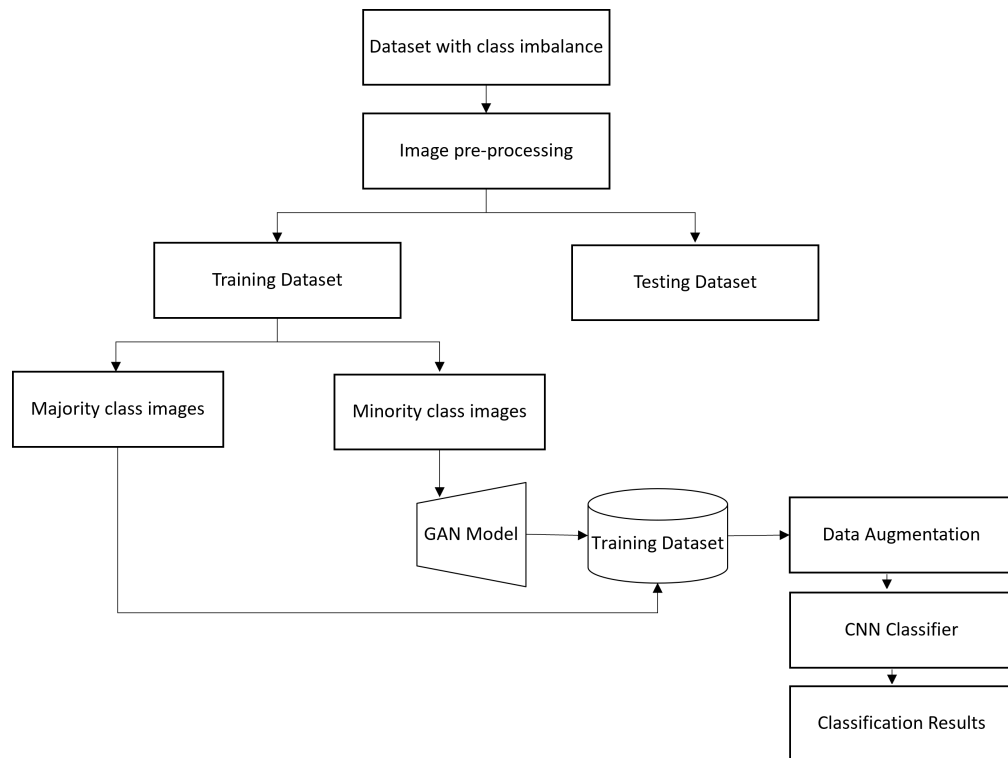 Dataset with class imbalance
Image pre-processing
Training Dataset
Testing Dataset
Majority class images
Minority class images
GAN Model
Training Dataset
Data Augmentation
CNN Classifier
Classification Results